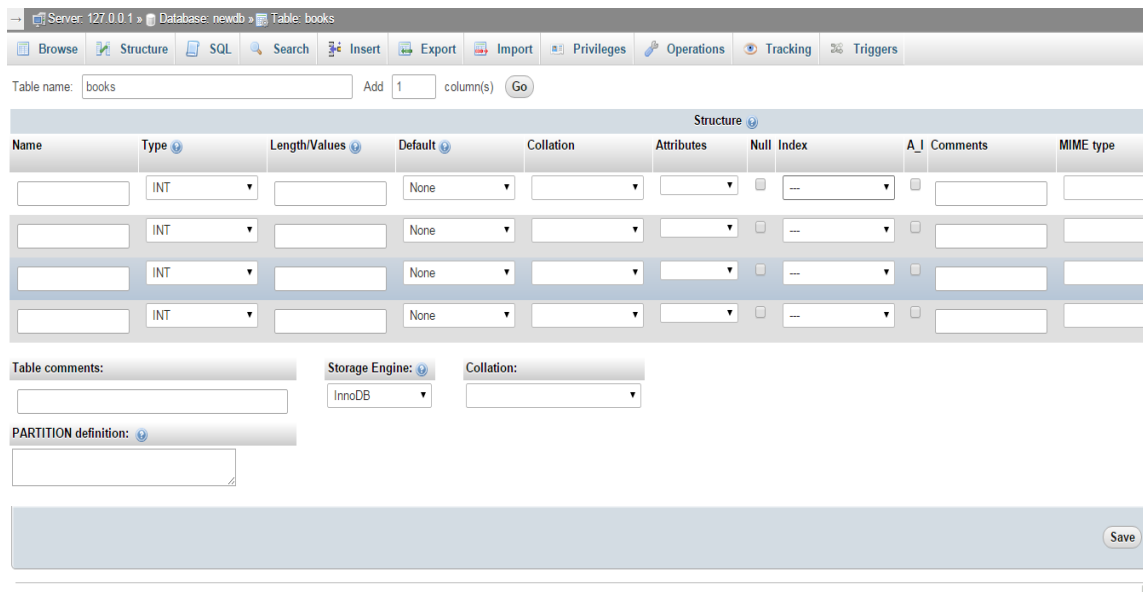 Server: 127.0.0.1 » Database: newdb » Table: books
Browse Structure SQL Search Insert Export Import Privileges Operations Tracking Triggers
Table name: books Add 1 column(s) Go
Structure
Name Type Length/Values Default Collation Attributes Null Index A_I Comments MIME type
INT None ---
INT None ---
INT None ---
INT None ---
Table comments: Storage Engine: Collation:
InnoDB
PARTITION definition:
Save